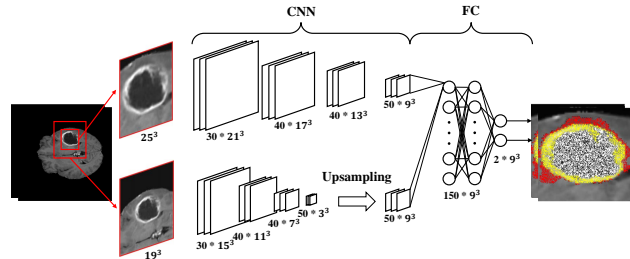 CNN
FC
25³
30 * 21³
40 * 17³
40 * 13³
50 * 9³
Upsampling
2 * 9³
150 * 9³
19³
30 * 15³
40 * 11³
40 * 7³
50 * 3³
50 * 9³